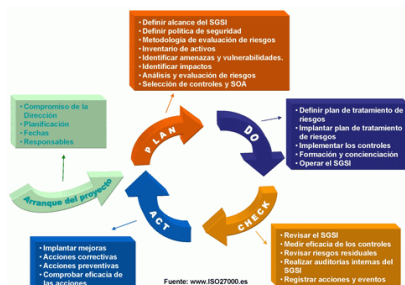 • Definir alcance del SGSI
• Definir política de seguridad
• Metodología de evaluación de riesgos
• Inventario de activos
• Identificar amenazas y vulnerabilidades.
• Identificar impactos
• Análisis y evaluación de riesgos
• Selección de controles y SOA
• Compromiso de la
Dirección
• Planificación
• Fechas
• Responsables
PLAN
DO
• Definir plan de tratamiento de
riesgos
• Implantar plan de tratamiento
de riesgos
• Implementar los controles
• Formación y concienciación
• Operar el SGSI
Arranque del proyecto
ACT
CHECK
• Implantar mejoras
• Acciones correctivas
• Acciones preventivas
• Comprobar eficacia de
las acciones
• Revisar el SGSI
• Medir eficacia de los controles
• Revisar riesgos residuales
• Realizar auditorías internas del
SGSI
• Registrar acciones y eventos
Fuente: www.ISO27000.es